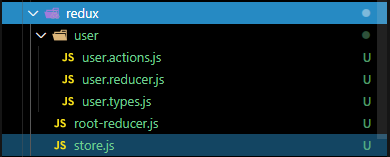 redux
user
JS user.actions.js U
JS user.reducer.js U
JS user.types.js U
JS root-reducer.js U
JS store.js U